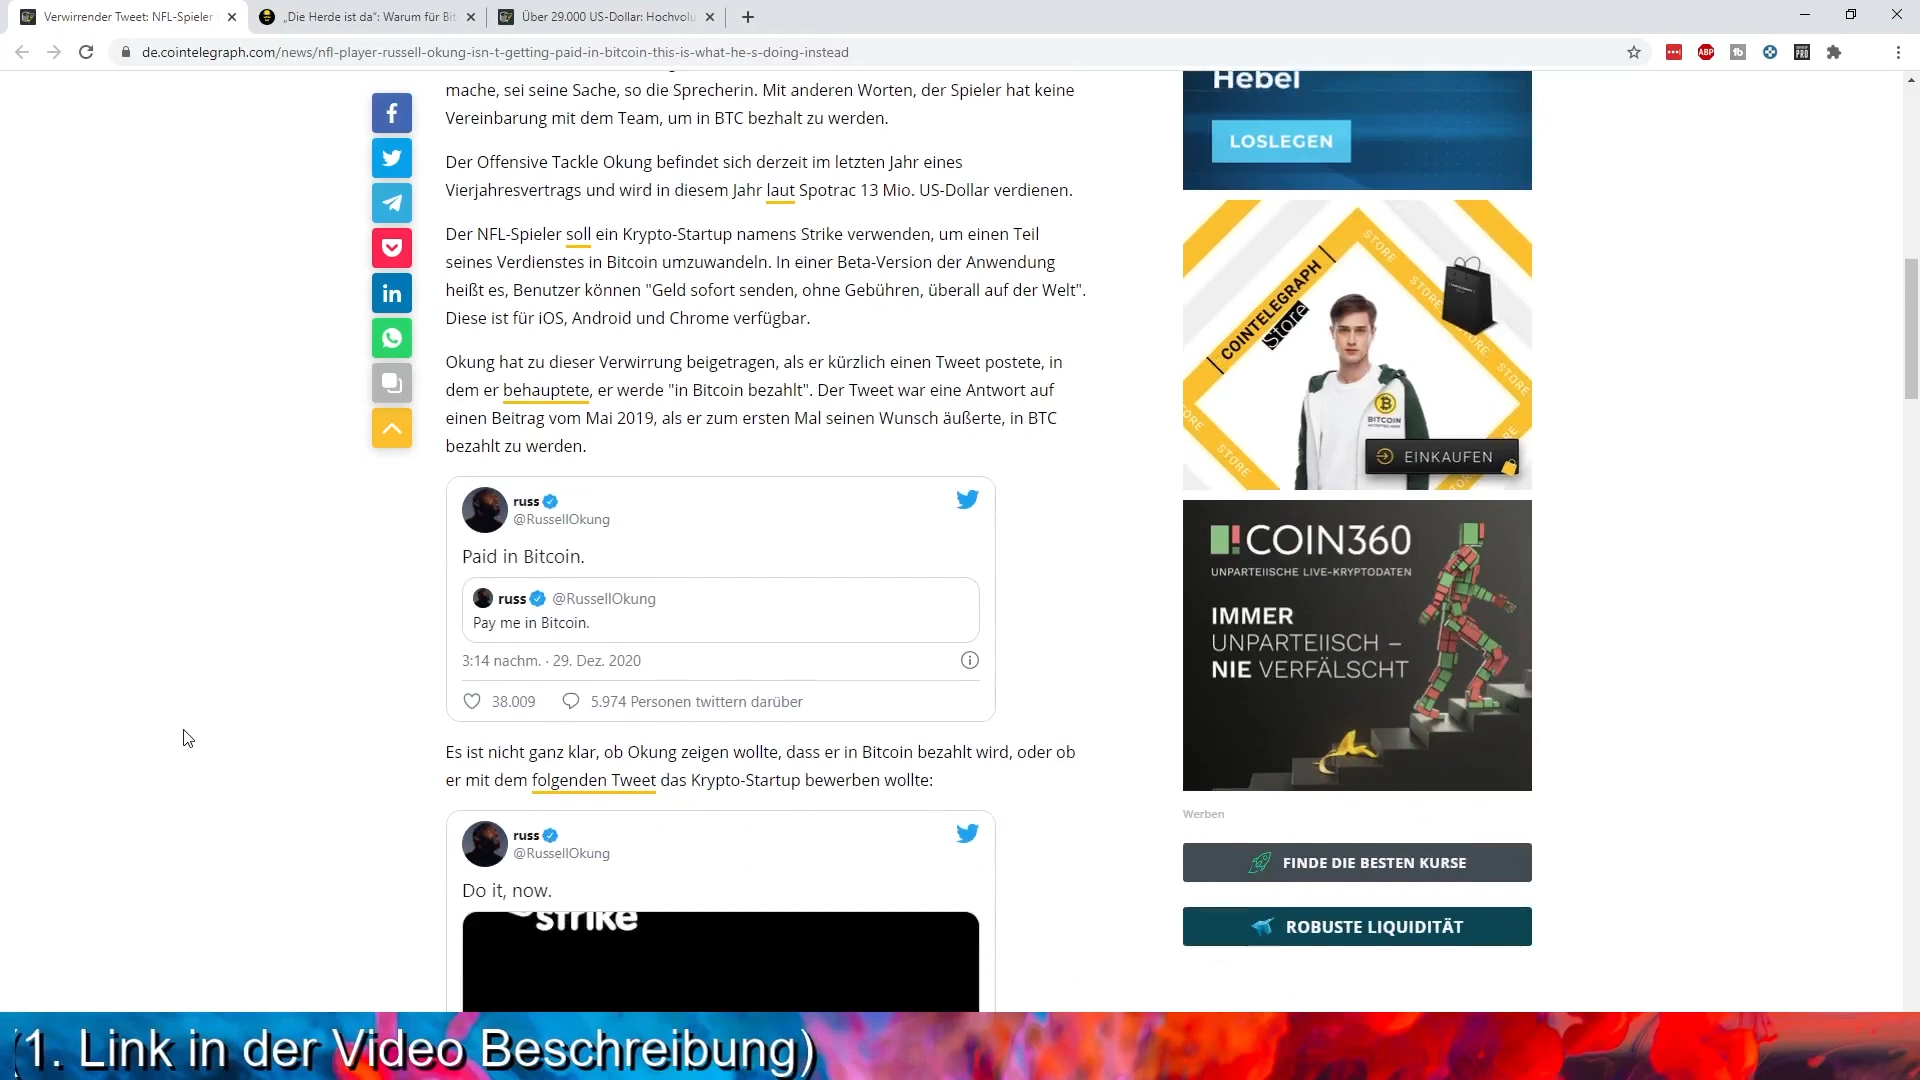 Verwirrender Tweet: NFL-Spieler
„Die Herde ist da“: Warum für Bit
Über 29.000 US-Dollar: Hochvolu
de.cointelegraph.com/news/nfl-player-russell-okung-isn-t-getting-paid-in-bitcoin-this-is-what-he-s-doing-instead
ABP
mache, sei seine Sache, so die Sprecherin. Mit anderen Worten, der Spieler hat keine
Vereinbarung mit dem Team, um in BTC bezhalt zu werden.
Der Offensive Tackle Okung befindet sich derzeit im letzten Jahr eines
Vierjahresvertrags und wird in diesem Jahr laut Spotrac 13 Mio. US-Dollar verdienen.
Der NFL-Spieler soll ein Krypto-Startup namens Strike verwenden, um einen Teil
seines Verdienstes in Bitcoin umzuwandeln. In einer Beta-Version der Anwendung
heißt es, Benutzer können "Geld sofort senden, ohne Gebühren, überall auf der Welt".
Diese ist für iOS, Android und Chrome verfügbar.
Okung hat zu dieser Verwirrung beigetragen, als er kürzlich einen Tweet postete, in
dem er behauptete, er werde "in Bitcoin bezahlt". Der Tweet war eine Antwort auf
einen Beitrag vom Mai 2019, als er zum ersten Mal seinen Wunsch äußerte, in BTC
bezahlt zu werden.
russ
@RussellOkung
Paid in Bitcoin.
russ @RussellOkung
Pay me in Bitcoin.
3:14 nachm. · 29. Dez. 2020
38.009
5.974 Personen twittern darüber
Es ist nicht ganz klar, ob Okung zeigen wollte, dass er in Bitcoin bezahlt wird, oder ob
er mit dem folgenden Tweet das Krypto-Startup bewerben wollte:
russ
@RussellOkung
Do it, now.
strike
Hebel
LOSLEGEN
STORE
STORE
STORE
STORE
STORE
COINTELEGRAPH
Store
BITCOIN
EINKAUFEN
COIN360
UNPARTEIISCHE LIVE-KRYPTODATEN
IMMER
UNPARTEIISCH –
NIE VERFÄLSCHT
Werben
FINDE DIE BESTEN KURSE
ROBUSTE LIQUIDITÄT
(1. Link in der Video Beschreibung)